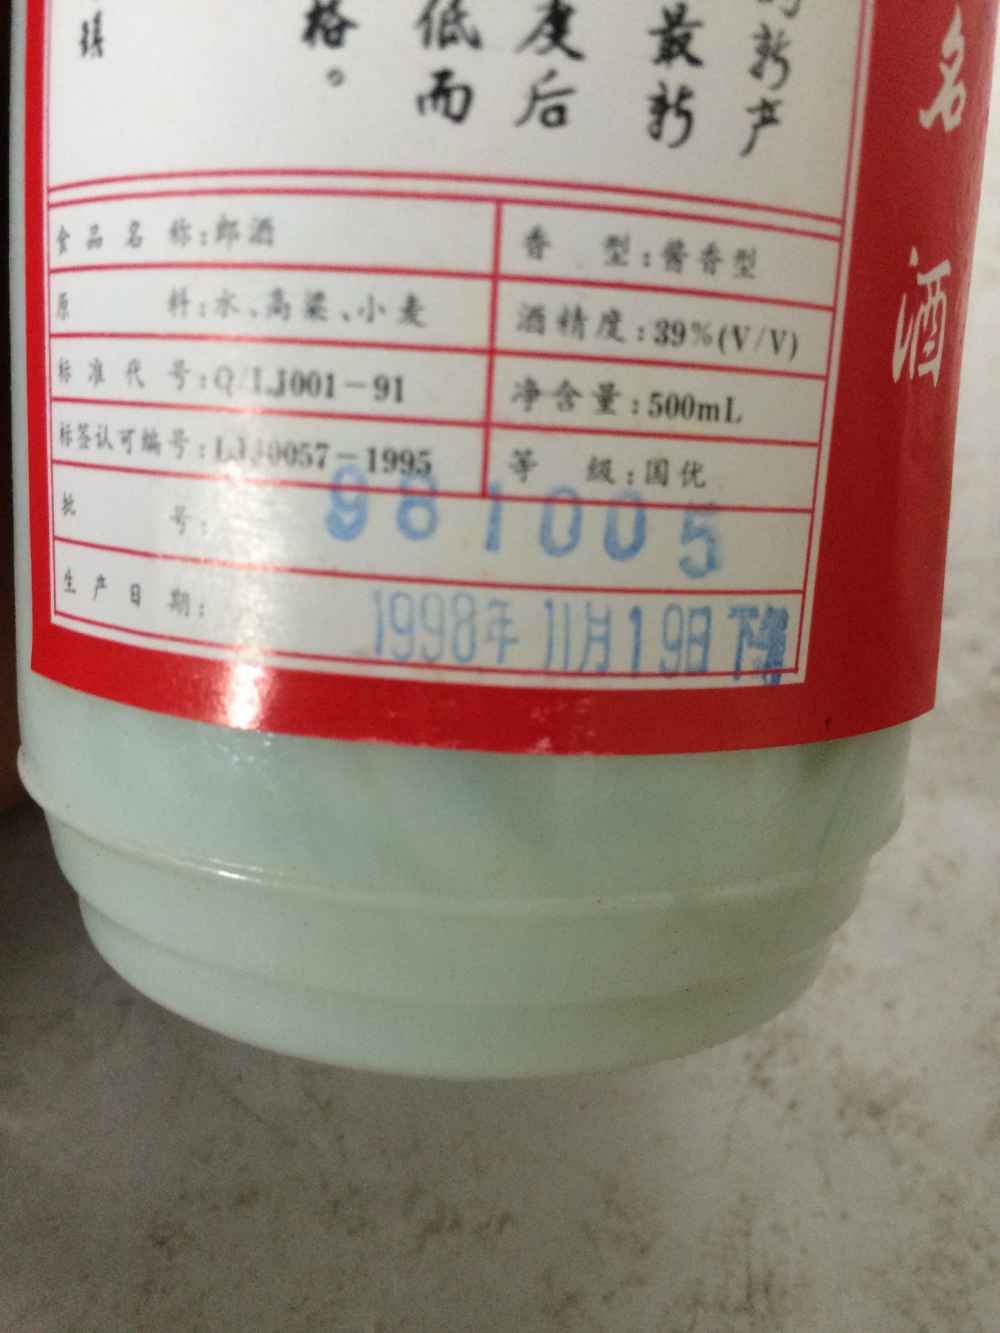 的新产
最新
度后
低而
格。
名酒
食品名称:郎酒
香型:酱香型
原料:水、高粱、小麦
酒精度:39%(V/V)
标准代号:Q/LJ001-91
净含量:500mL
标签认可编号:LJJ0057-1995
等级:国优
批号:981005
生产日期:1998年11月19日下